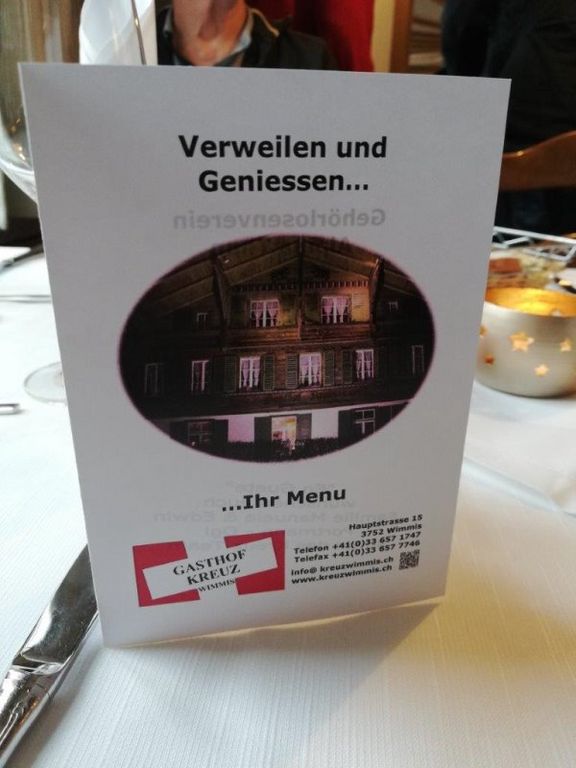 Verweilen und
Geniessen...
Gehörlosenverein
...Ihr Menu
Hauptstrasse 15
3752 Wimmis
Telefon +41(0)33 657 1747
Telefax +41(0)33 657 7746
info@kreuzwimmis.ch
www.kreuzwimmis.ch
GASTHOF
KREUZ
WIMMIS